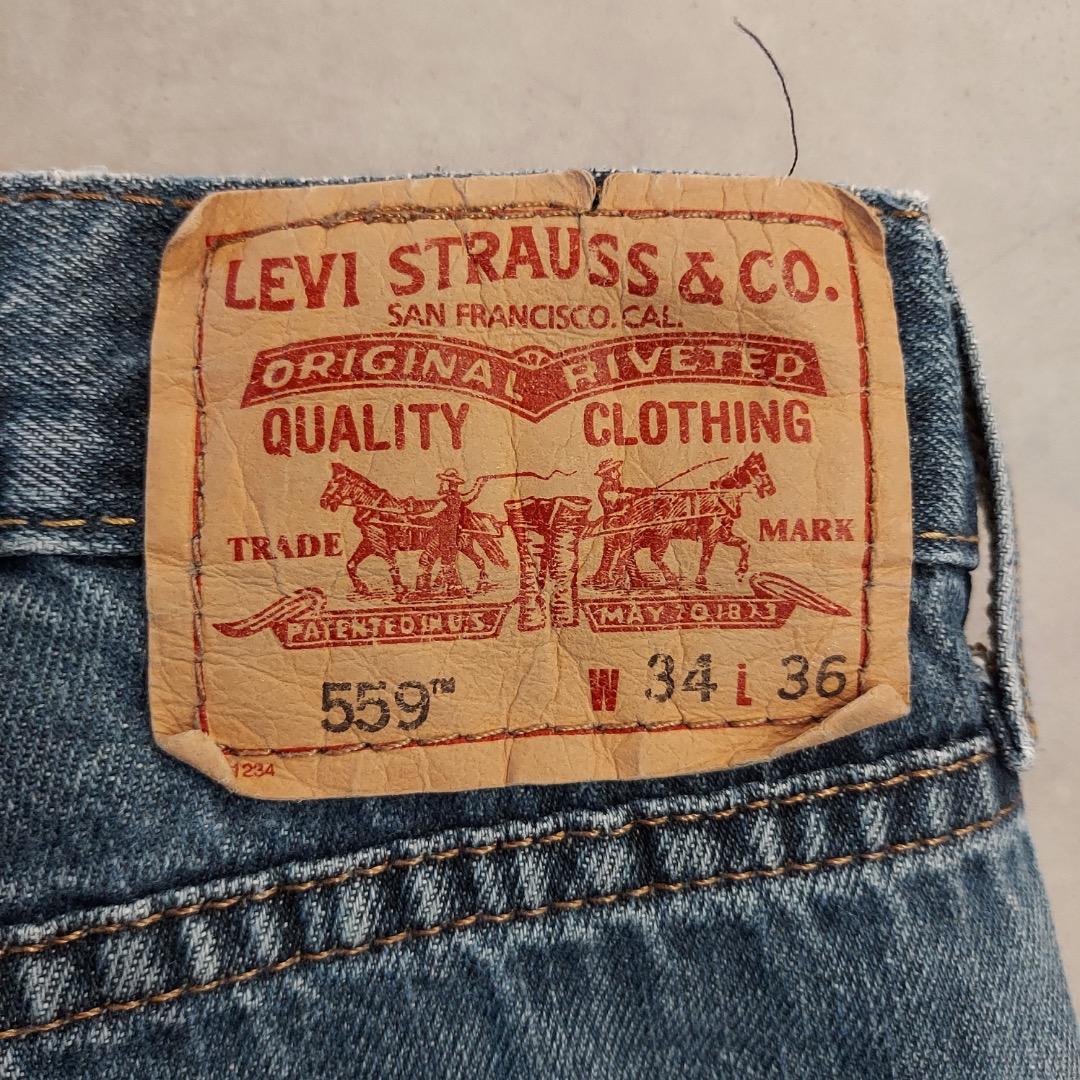 LEVI STRAUSS & CO.
SAN FRANCISCO. CAL.
ORIGINAL RIVETED
QUALITY CLOTHING
TRADE MARK
PATENTED IN U.S. MAY 20 1873
559™ W 34 L 36
1234